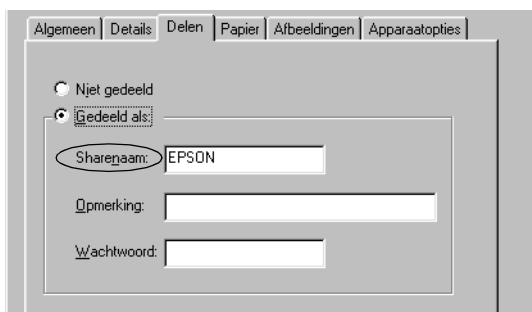 Algemeen Details Delen Papier Afbeeldingen Apparaatopties
Niet gedeeld
Gedeeld als:
Sharenaam: EPSON
Opmerking:
Wachtwoord: